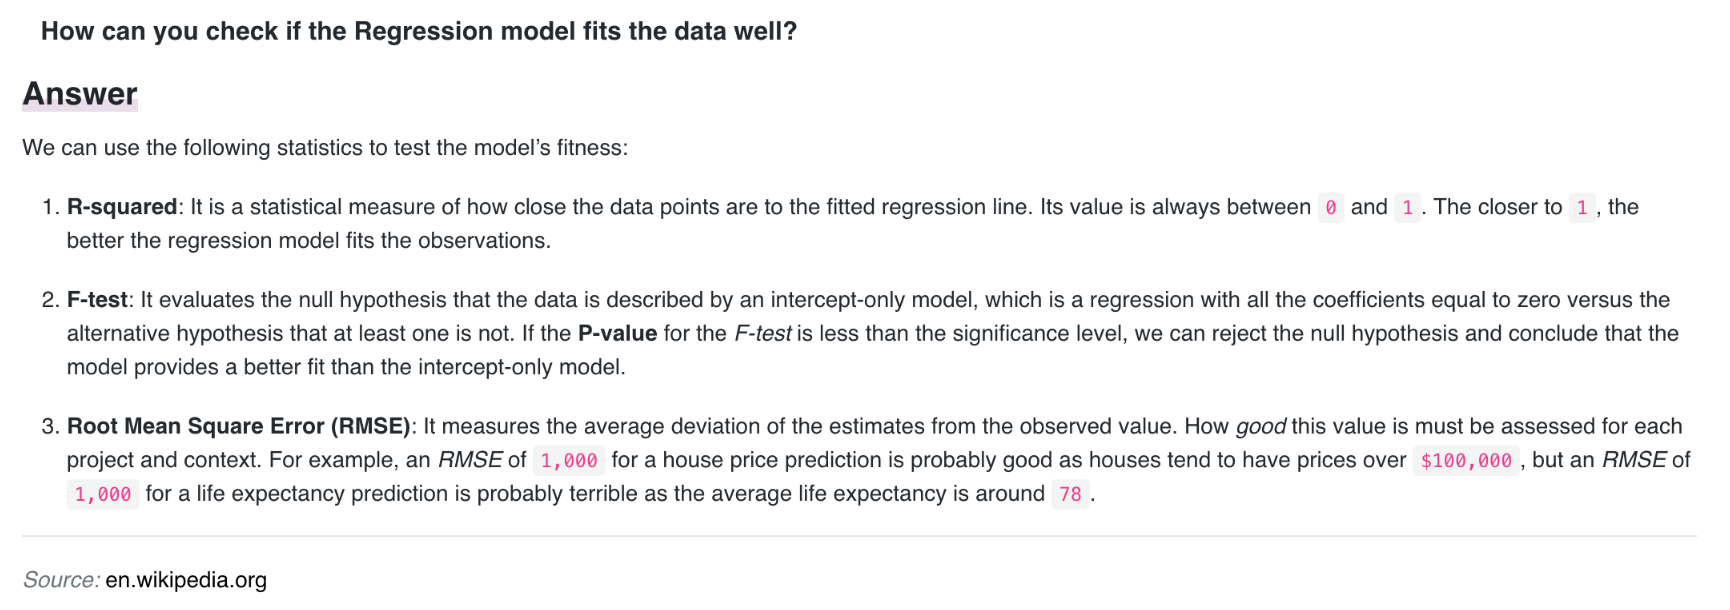 How can you check if the Regression model fits the data well?
Answer
We can use the following statistics to test the model’s fitness:
1. R-squared: It is a statistical measure of how close the data points are to the fitted regression line. Its value is always between 0 and 1. The closer to 1, the
better the regression model fits the observations.
2. F-test: It evaluates the null hypothesis that the data is described by an intercept-only model, which is a regression with all the coefficients equal to zero versus the
alternative hypothesis that at least one is not. If the P-value for the F-test is less than the significance level, we can reject the null hypothesis and conclude that the
model provides a better fit than the intercept-only model.
3. Root Mean Square Error (RMSE): It measures the average deviation of the estimates from the observed value. How good this value is must be assessed for each
project and context. For example, an RMSE of 1,000 for a house price prediction is probably good as houses tend to have prices over $100,000, but an RMSE of
1,000 for a life expectancy prediction is probably terrible as the average life expectancy is around 78.
Source: en.wikipedia.org